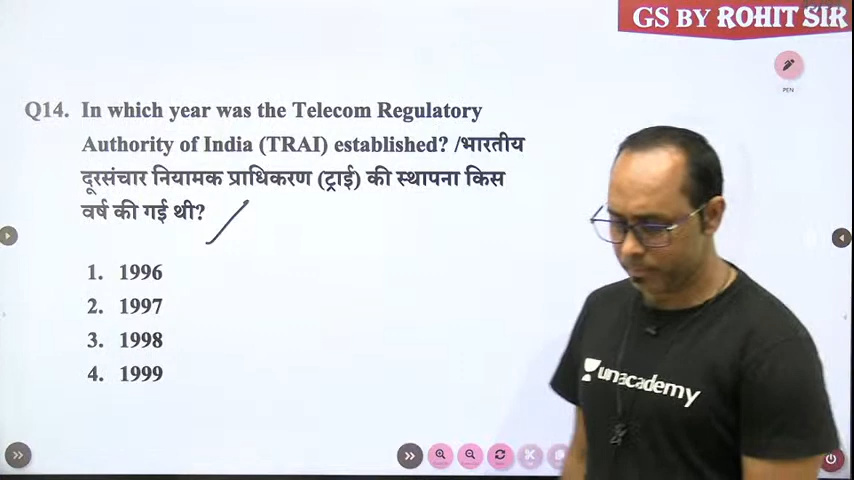 GS BY ROHIT SIR
PEN
Q14. In which year was the Telecom Regulatory
Authority of India (TRAI) established? /भारतीय
दूरसंचार नियामक प्राधिकरण (ट्राई) की स्थापना किस
वर्ष की गई थी?
1. 1996
2. 1997
3. 1998
4. 1999
unacademy